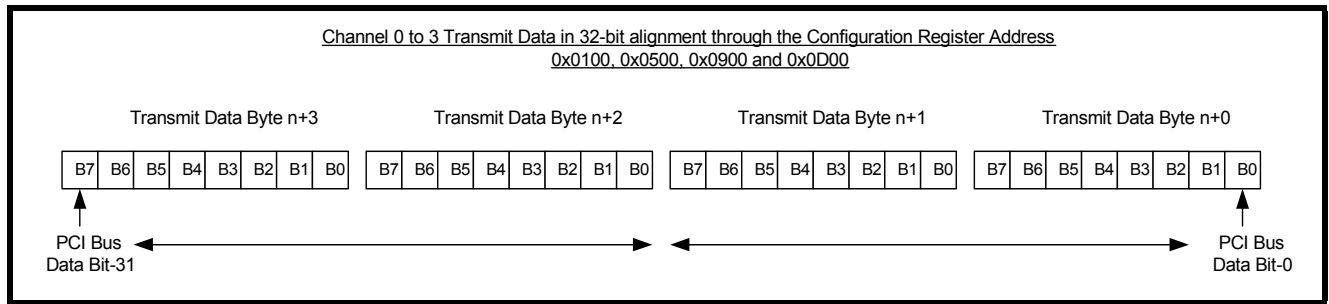 Channel 0 to 3 Transmit Data in 32-bit alignment through the Configuration Register Address
0x0100, 0x0500, 0x0900 and 0x0D00
Transmit Data Byte n+3 Transmit Data Byte n+2 Transmit Data Byte n+1 Transmit Data Byte n+0
B7 B6 B5 B4 B3 B2 B1 B0 B7 B6 B5 B4 B3 B2 B1 B0 B7 B6 B5 B4 B3 B2 B1 B0 B7 B6 B5 B4 B3 B2 B1 B0
PCI Bus PCI Bus
Data Bit-31 Data Bit-0